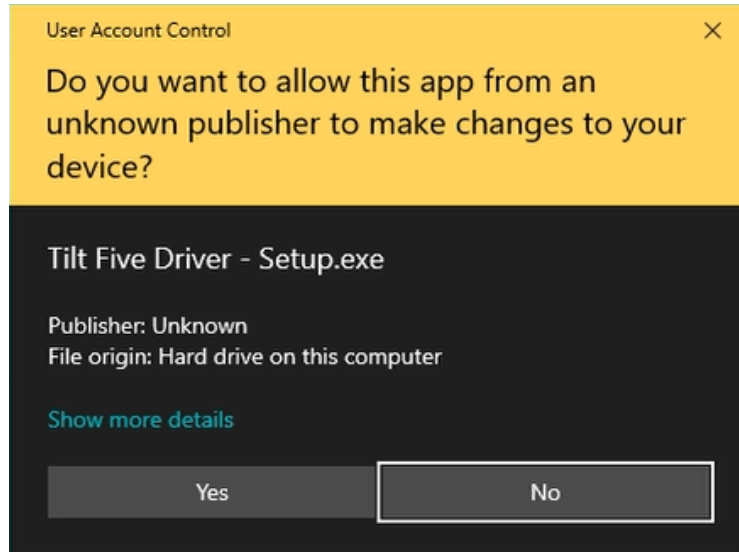 User Account Control
Do you want to allow this app from an
unknown publisher to make changes to your
device?
Tilt Five Driver - Setup.exe
Publisher: Unknown
File origin: Hard drive on this computer
Show more details
Yes
No